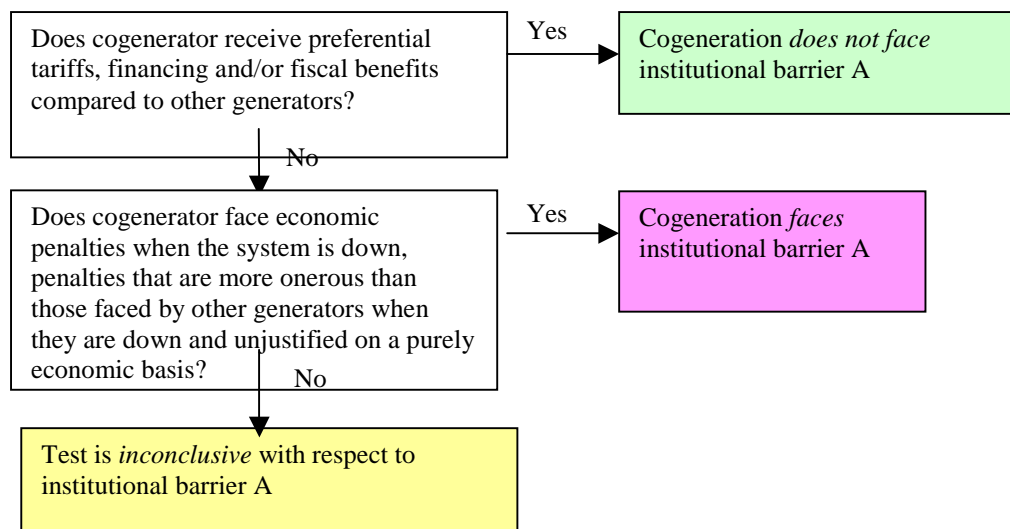 Does cogenerator receive preferential
tariffs, financing and/or fiscal benefits
compared to other generators?
Yes
Cogeneration does not face
institutional barrier A
No
Does cogenerator face economic
penalties when the system is down,
penalties that are more onerous than
those faced by other generators when
they are down and unjustified on a purely
economic basis?
Yes
Cogeneration faces
institutional barrier A
No
Test is inconclusive with respect to
institutional barrier A